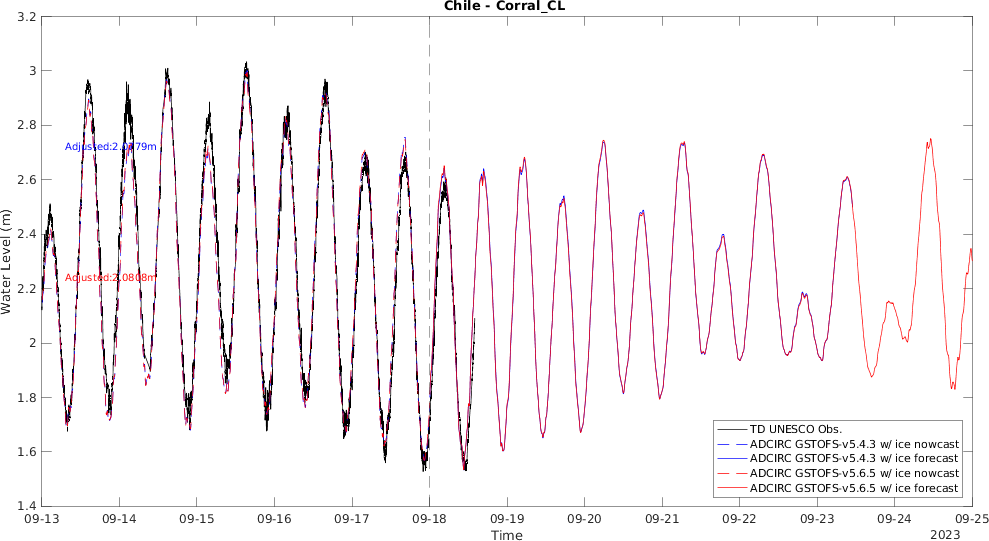 Chile - Corral_CL
3.2
3
2.8
2.6
2.4
2.2
2
1.8
1.6
1.4
Water Level (m)
Adjusted:2.0779m
Adjusted:2.0808m
TD UNESCO Obs.
ADCIRC GSTOFS-v5.4.3 w/ ice nowcast
ADCIRC GSTOFS-v5.4.3 w/ ice forecast
ADCIRC GSTOFS-v5.6.5 w/ ice nowcast
ADCIRC GSTOFS-v5.6.5 w/ ice forecast
09-13 09-14 09-15 09-16 09-17 09-18 09-19 09-20 09-21 09-22 09-23 09-24 09-25
Time
2023